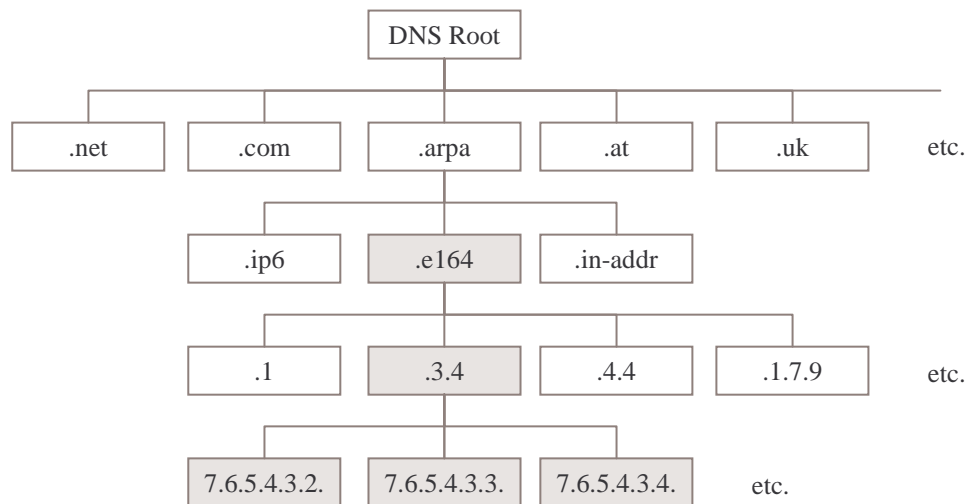 DNS Root
.net .com .arpa .at .uk etc.
.ip6 .e164 .in-addr
.1 .3.4 .4.4 .1.7.9 etc.
7.6.5.4.3.2. 7.6.5.4.3.3. 7.6.5.4.3.4. etc.